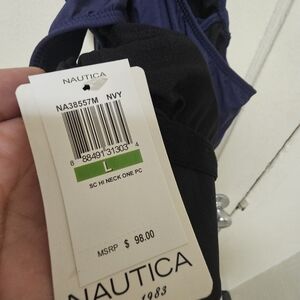 NAUTICA
NA38557M NVY
8 88491 31303 4
L
SC HI NECK ONE PC
MSRP $ 98.00
NAUTICA
1983